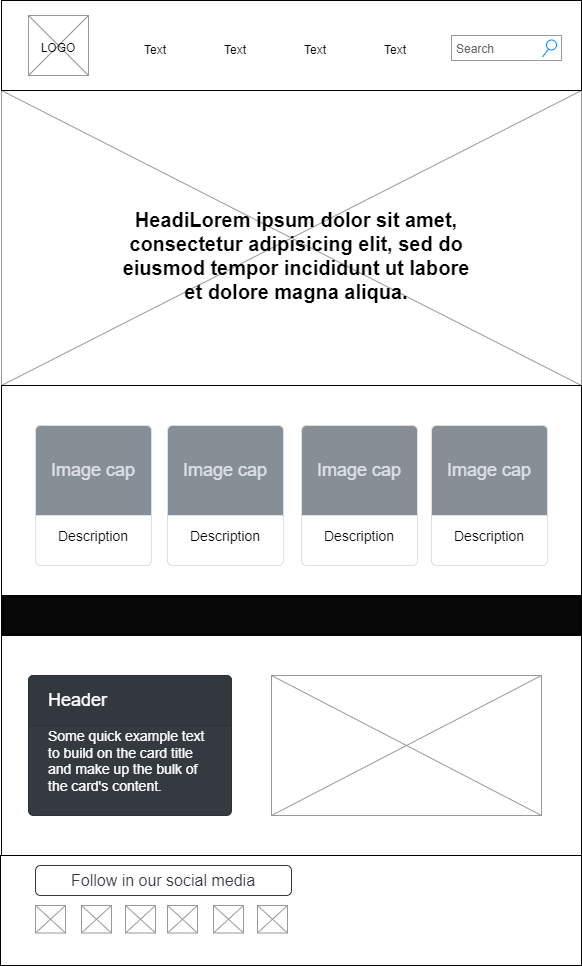 LOGO
Text
Text
Text
Text
Search
HeadiLorem ipsum dolor sit amet,
consectetur adipisicing elit, sed do
eiusmod tempor incididunt ut labore
et dolore magna aliqua.
Image cap
Image cap
Image cap
Image cap
Description
Description
Description
Description
Header
Some quick example text
to build on the card title
and make up the bulk of
the card's content.
Follow in our social media